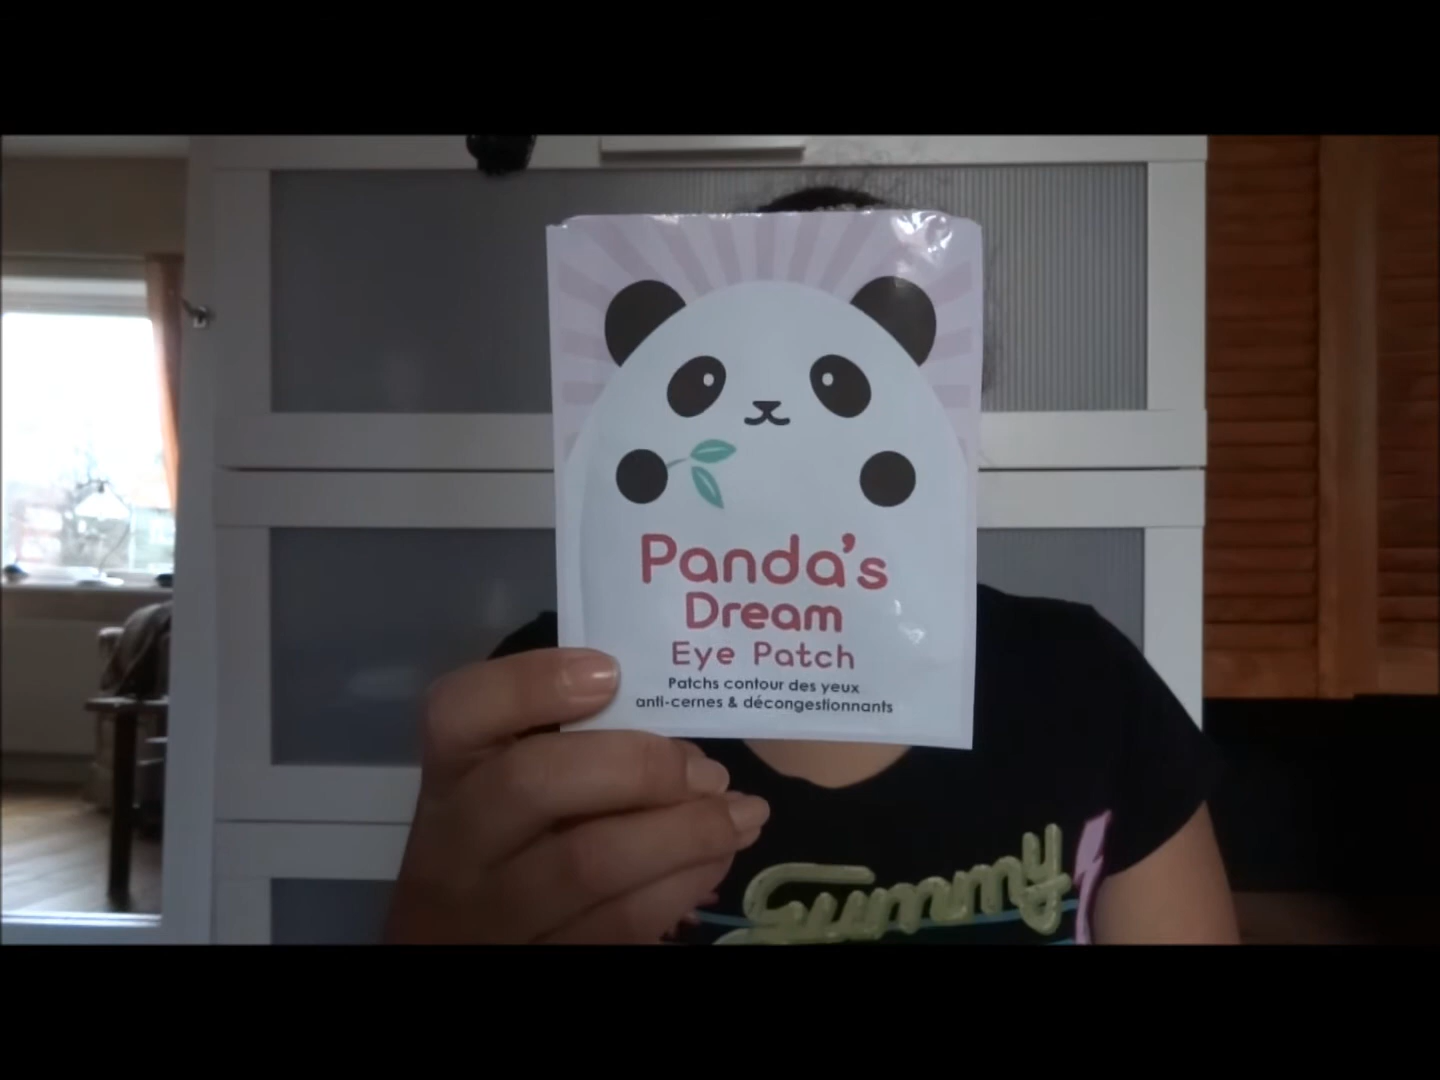 Panda's
Dream
Eye Patch
Patchs contour des yeux
anti-cernes & décongestionnants
Gummy